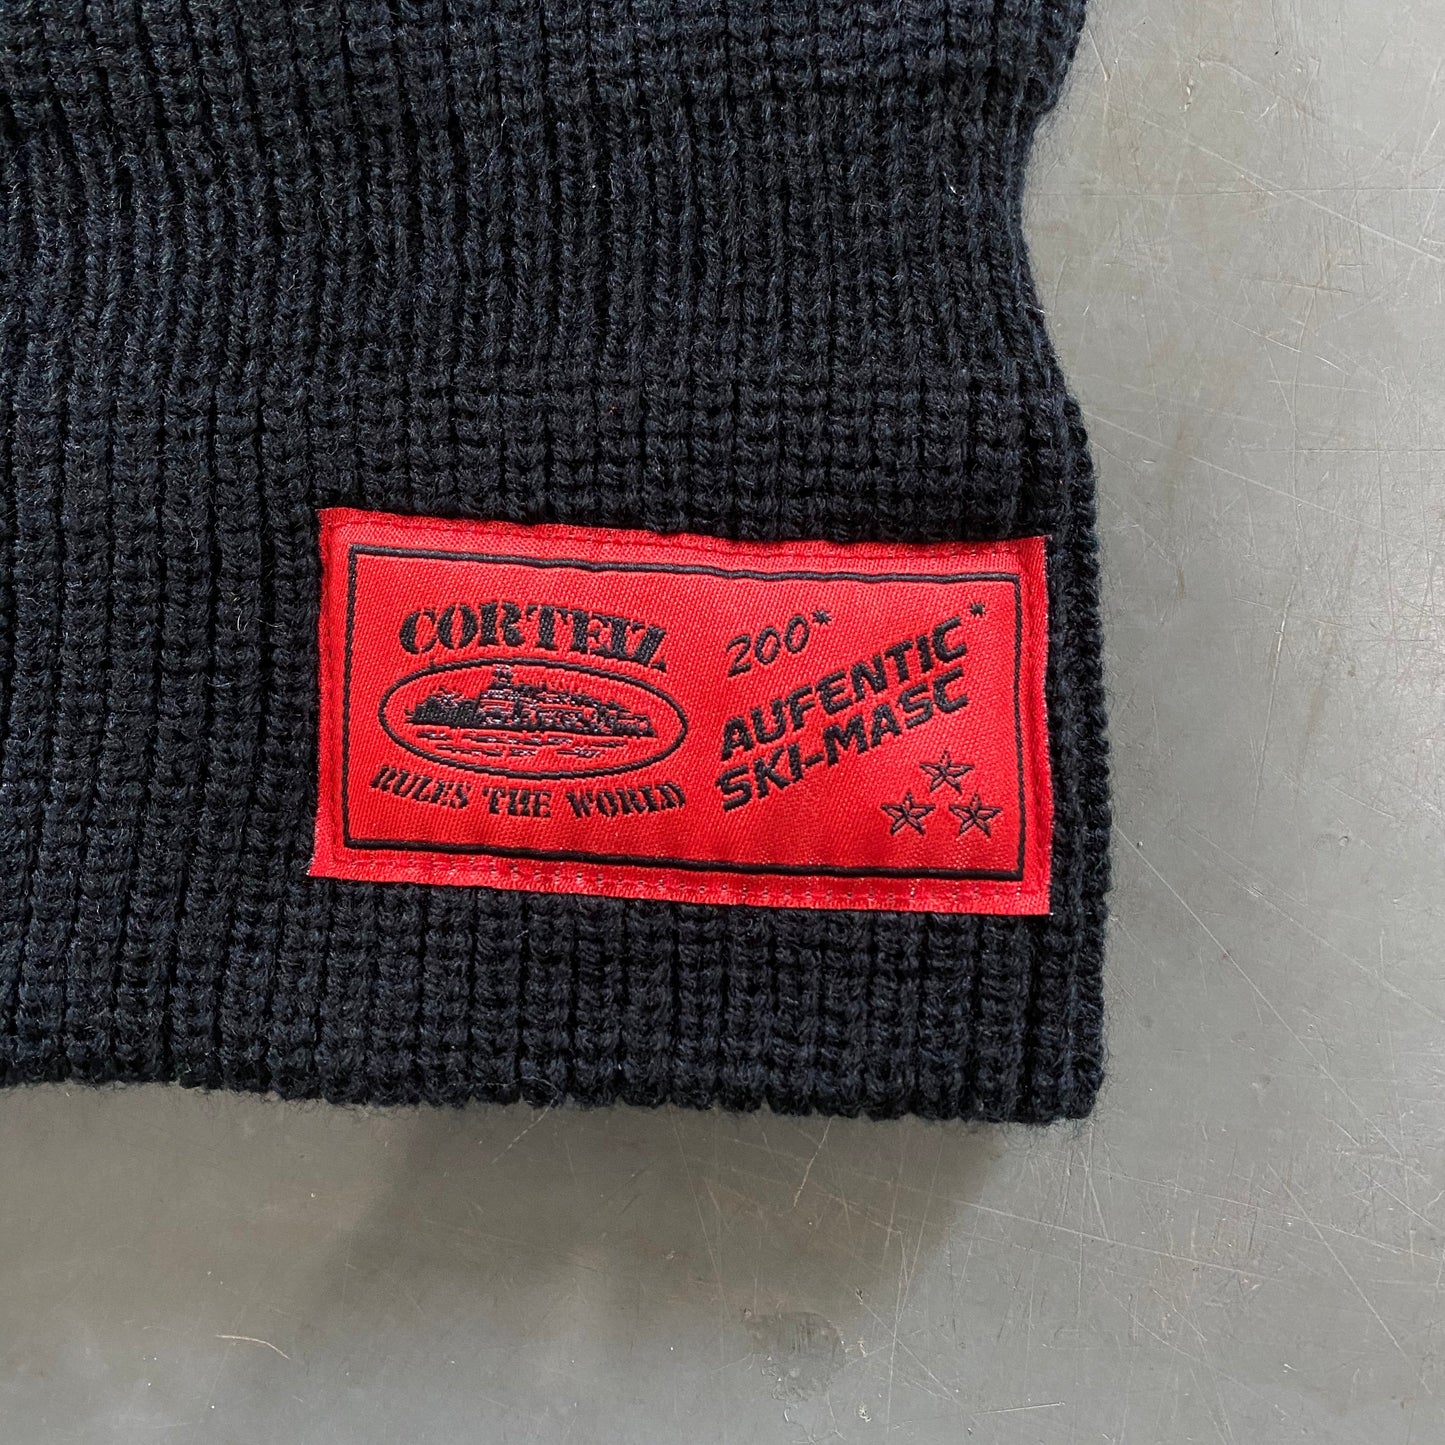 CORTEIZ
RULES THE WORLD
200*
AUFENTIC*
SKI-MASC